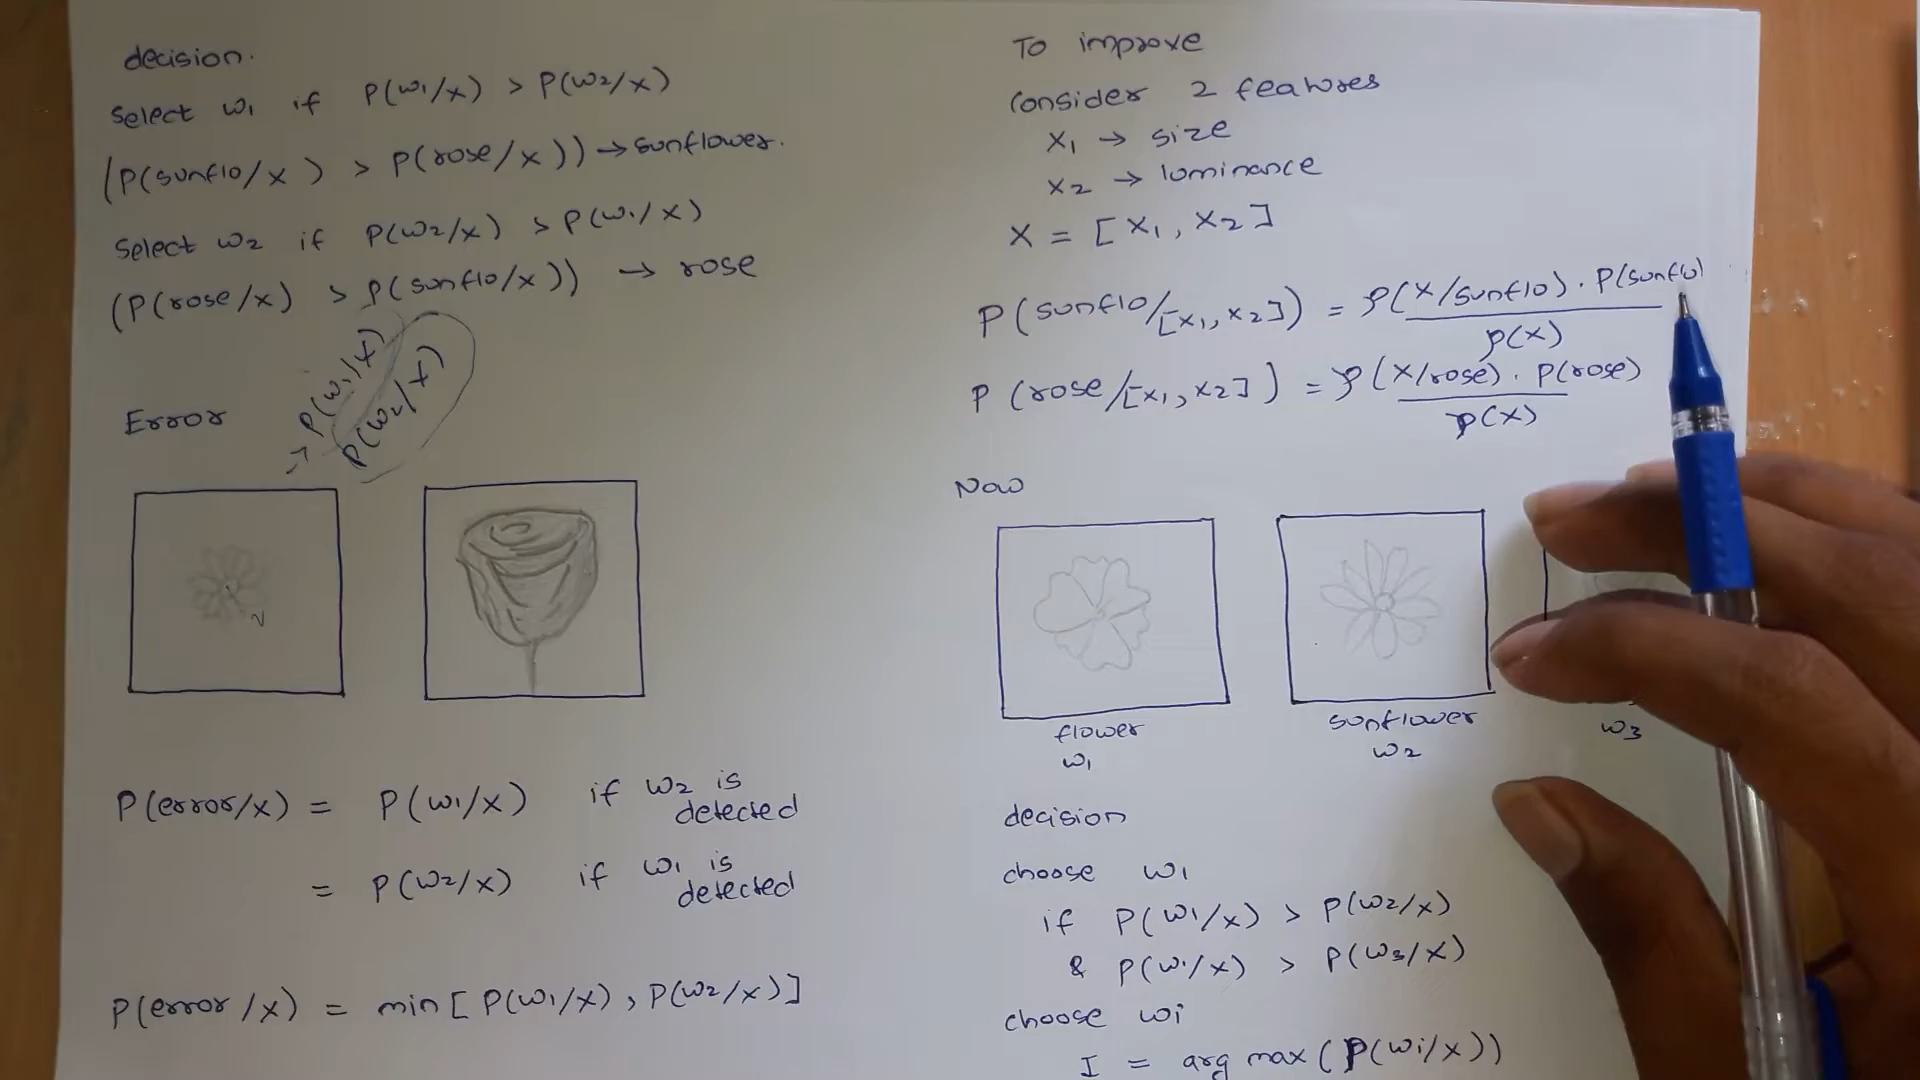 decision.
Select ω1 if P(ω1/x) > P(ω2/x)
(P(sunflo/x) > P(rose/x)) → sunflower.
Select ω2 if P(ω2/x) > P(ω1/x)
(P(rose/x) > P(sunflo/x)) → rose
Error
→ P(ω1/x)
P(ω2/x)
P(error/x) = P(ω1/x) if ω2 is detected
= P(ω2/x) if ω1 is detected
P(error/x) = min [P(ω1/x), P(ω2/x)]
To improve
consider 2 features
x1 → size
x2 → luminance
X = [x1, x2]
P(sunflo/[x1, x2]) = P(X/sunflo) . P(sunflo)
P(X)
P(rose/[x1, x2]) = P(X/rose) . P(rose)
P(X)
Now
flower
ω1
sunflower
ω2
ω3
decision
choose ω1
if P(ω1/x) > P(ω2/x)
& P(ω1/x) > P(ω3/x)
choose ωi
I = arg max (P(ωi/x))